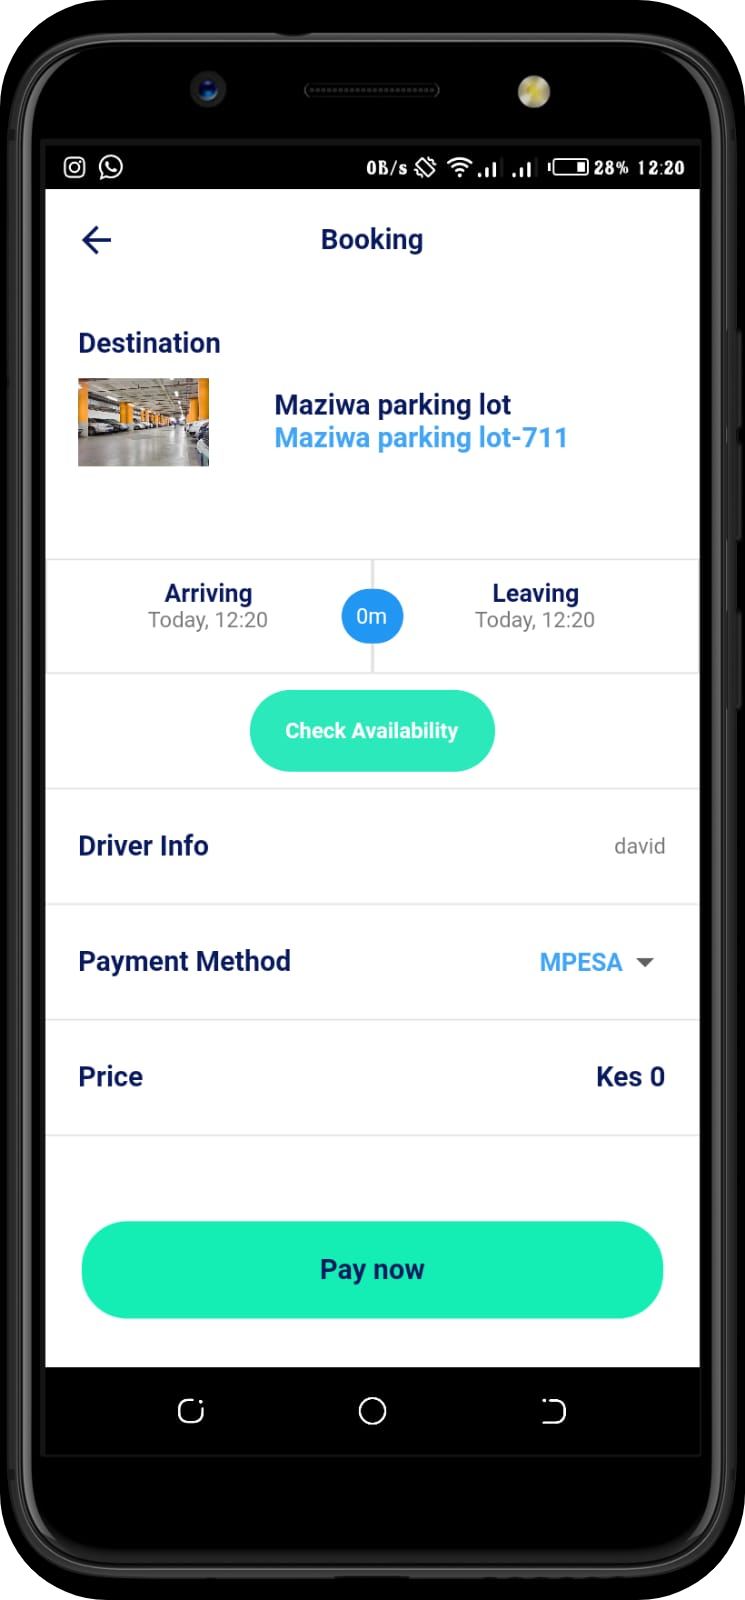 0B/s 28% 12:20
Booking
Destination
Maziwa parking lot
Maziwa parking lot-711
Arriving
Today, 12:20
0m
Leaving
Today, 12:20
Check Availability
Driver Info david
Payment Method MPESA
Price Kes 0
Pay now